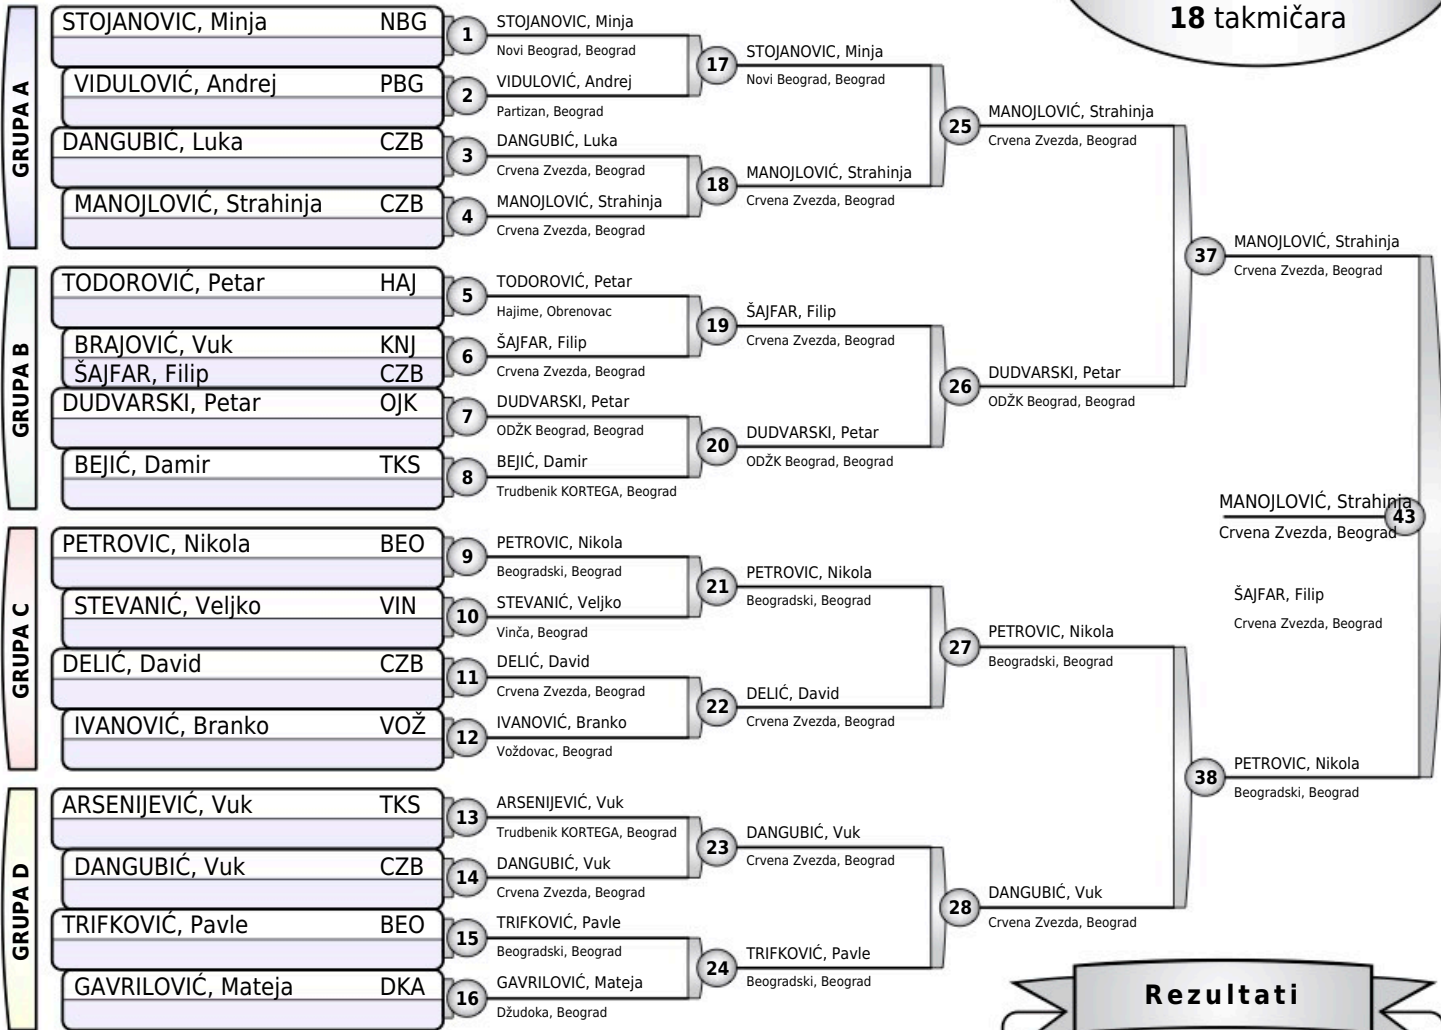 18 takmičara
GRUPA A
STOJANOVIC, Minja NBG
VIDULOVIĆ, Andrej PBG
DANGUBIĆ, Luka CZB
MANOJLOVIĆ, Strahinja CZB
GRUPA B
TODOROVIĆ, Petar HAJ
BRAJOVIĆ, Vuk KNJ
ŠAJFAR, Filip CZB
DUDVARSKI, Petar OJK
BEJIĆ, Damir TKS
GRUPA C
PETROVIC, Nikola BEO
STEVANIĆ, Veljko VIN
DELIĆ, David CZB
IVANOVIĆ, Branko VOŽ
GRUPA D
ARSENIJEVIĆ, Vuk TKS
DANGUBIĆ, Vuk CZB
TRIFKOVIĆ, Pavle BEO
GAVRILOVIĆ, Mateja DKA
1
STOJANOVIC, Minja
Novi Beograd, Beograd
2
VIDULOVIĆ, Andrej
Partizan, Beograd
3
DANGUBIĆ, Luka
Crvena Zvezda, Beograd
4
MANOJLOVIĆ, Strahinja
Crvena Zvezda, Beograd
5
TODOROVIĆ, Petar
Hajime, Obrenovac
6
ŠAJFAR, Filip
Crvena Zvezda, Beograd
7
DUDVARSKI, Petar
ODŽK Beograd, Beograd
8
BEJIĆ, Damir
Trudbenik KORTEGA, Beograd
9
PETROVIC, Nikola
Beogradski, Beograd
10
STEVANIĆ, Veljko
Vinča, Beograd
11
DELIĆ, David
Crvena Zvezda, Beograd
12
IVANOVIĆ, Branko
Voždovac, Beograd
13
ARSENIJEVIĆ, Vuk
Trudbenik KORTEGA, Beograd
14
DANGUBIĆ, Vuk
Crvena Zvezda, Beograd
15
TRIFKOVIĆ, Pavle
Beogradski, Beograd
16
GAVRILOVIĆ, Mateja
Džudoka, Beograd
17
STOJANOVIC, Minja
Novi Beograd, Beograd
18
MANOJLOVIĆ, Strahinja
Crvena Zvezda, Beograd
19
ŠAJFAR, Filip
Crvena Zvezda, Beograd
20
DUDVARSKI, Petar
ODŽK Beograd, Beograd
21
PETROVIC, Nikola
Beogradski, Beograd
22
DELIĆ, David
Crvena Zvezda, Beograd
23
DANGUBIĆ, Vuk
Crvena Zvezda, Beograd
24
TRIFKOVIĆ, Pavle
Beogradski, Beograd
25
MANOJLOVIĆ, Strahinja
Crvena Zvezda, Beograd
26
DUDVARSKI, Petar
ODŽK Beograd, Beograd
27
PETROVIC, Nikola
Beogradski, Beograd
28
DANGUBIĆ, Vuk
Crvena Zvezda, Beograd
37
MANOJLOVIĆ, Strahinja
Crvena Zvezda, Beograd
38
PETROVIC, Nikola
Beogradski, Beograd
MANOJLOVIĆ, Strahinja
43
Crvena Zvezda, Beograd
ŠAJFAR, Filip
Crvena Zvezda, Beograd
Rezultati